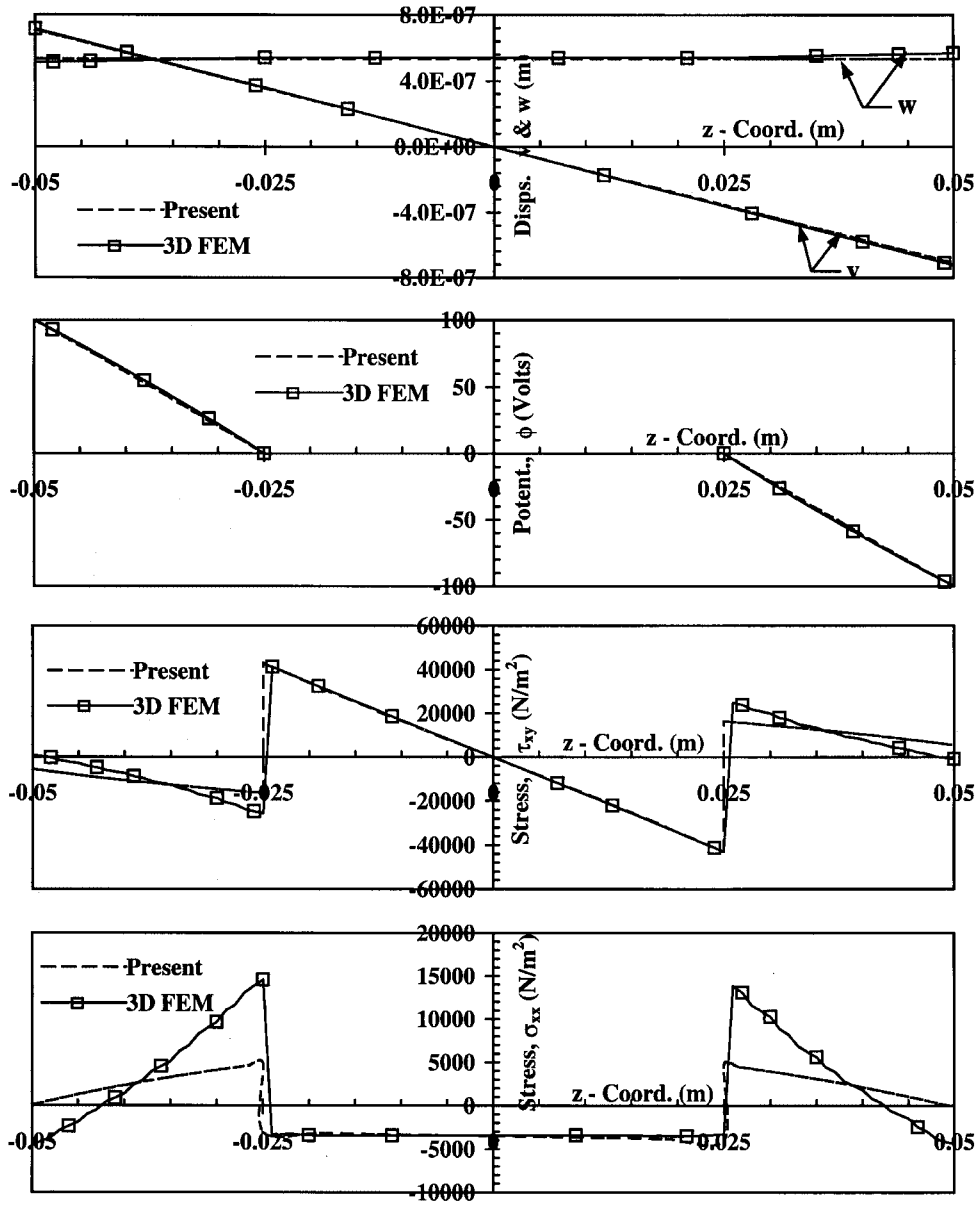 8.0E-07
4.0E-07
w
z - Coord. (m)
0.0E+00
-0.05
-0.025
0
0.025
0.05
Disps. v & w (m)
Present
3D FEM
-4.0E-07
v
-8.0E-07
100
Present
3D FEM
50
Potent., ϕ (Volts)
z - Coord. (m)
0
-0.05
-0.025
0
0.025
0.05
-50
-100
60000
Present
3D FEM
40000
20000
Stress, τxy (N/m²)
z - Coord. (m)
0
-0.05
-0.025
0
0.025
0.05
-20000
-40000
-60000
20000
Present
3D FEM
15000
10000
5000
Stress, σxx (N/m²)
z - Coord. (m)
0
-0.05
-0.025
0
0.025
0.05
-5000
-10000